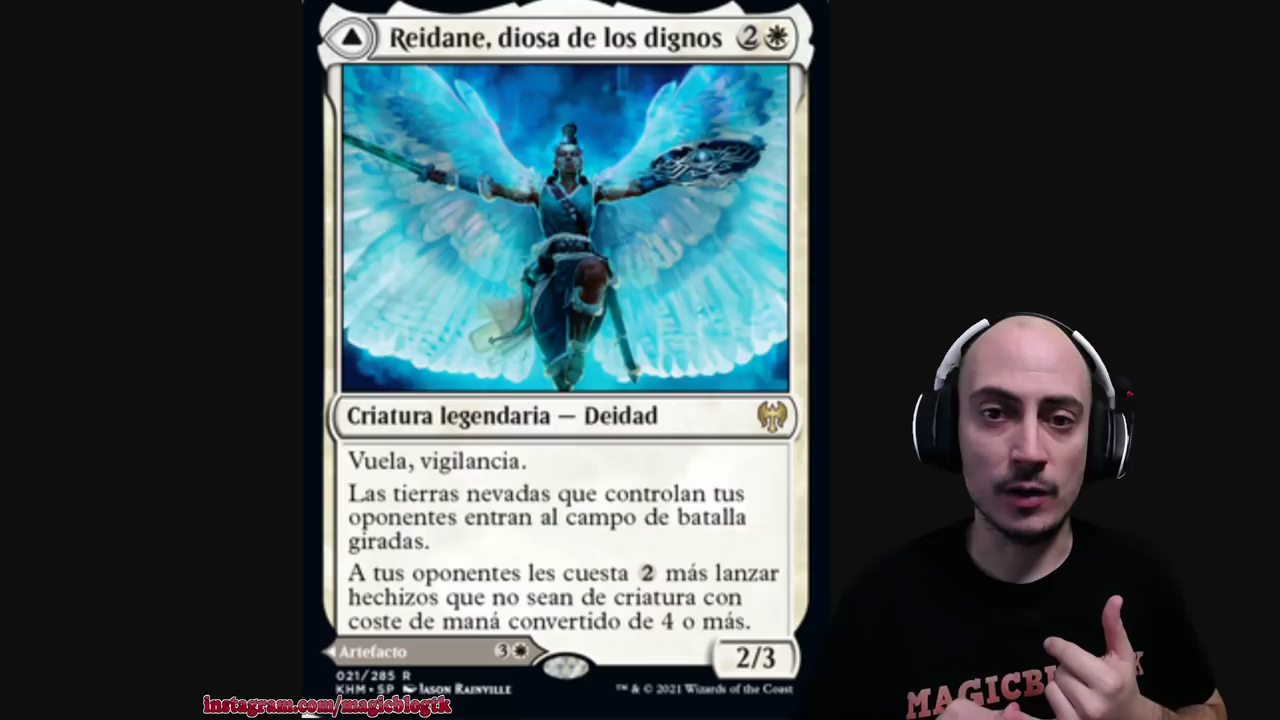 Reidane, diosa de los dignos 2
Criatura legendaria — Deidad
Vuela, vigilancia.
Las tierras nevadas que controlan tus
oponentes entran al campo de batalla
giradas.
A tus oponentes les cuesta 2 más lanzar
hechizos que no sean de criatura con
coste de maná convertido de 4 o más.
Artefacto 3
2/3
021/285 R
KHM • SP Jason Rainville
™ & © 2021 Wizards of the Coast
instagram.com/magicblogtk
MAGICB K